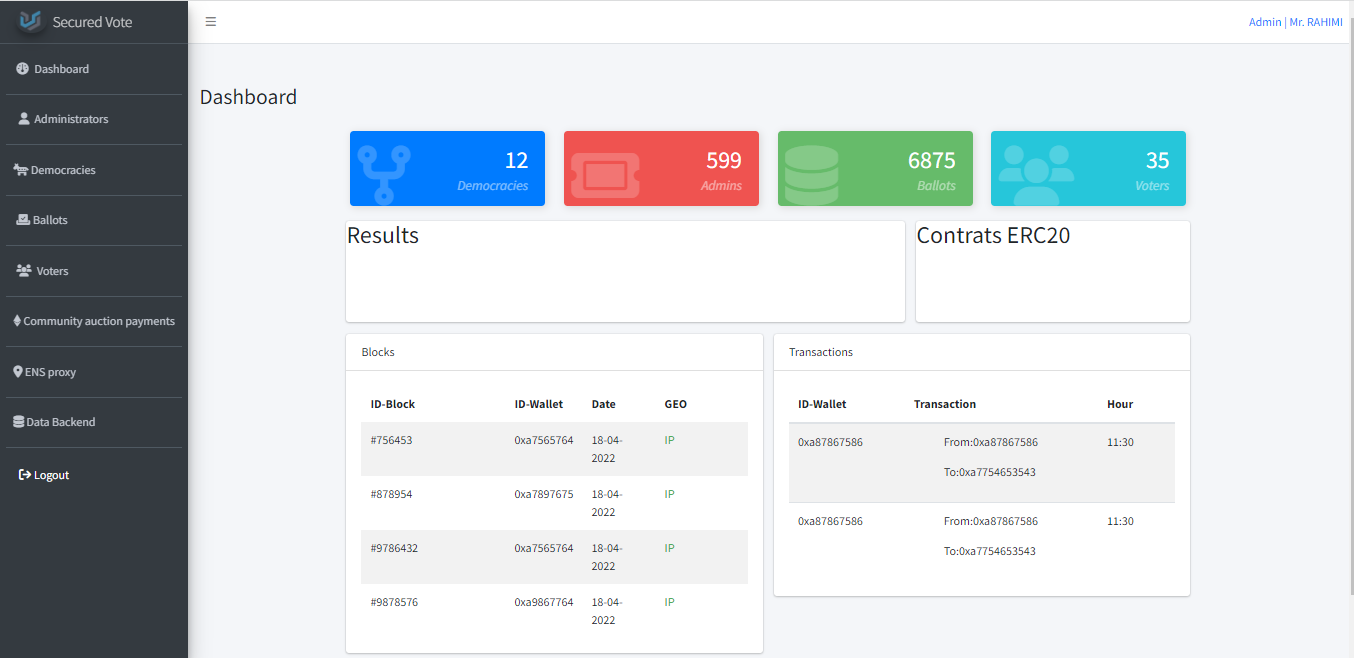 Secured Vote
Admin | Mr. RAHIMI
Dashboard
Administrators
Democracies
Ballots
Voters
Community auction payments
ENS proxy
Data Backend
Logout
Dashboard
12
Democracies
599
Admins
6875
Ballots
35
Voters
Results
Contrats ERC20
Blocks
ID-Block ID-Wallet Date GEO
#756453 0xa7565764 18-04-
2022 IP
#878954 0xa7897675 18-04-
2022 IP
#9786432 0xa7565764 18-04-
2022 IP
#9878576 0xa9867764 18-04-
2022 IP
Transactions
ID-Wallet Transaction Hour
0xa87867586 From:0xa87867586 11:30
To:0xa7754653543
0xa87867586 From:0xa87867586 11:30
To:0xa7754653543